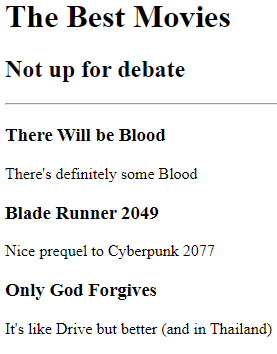 The Best Movies
Not up for debate
There Will be Blood
There's definitely some Blood
Blade Runner 2049
Nice prequel to Cyberpunk 2077
Only God Forgives
It's like Drive but better (and in Thailand)